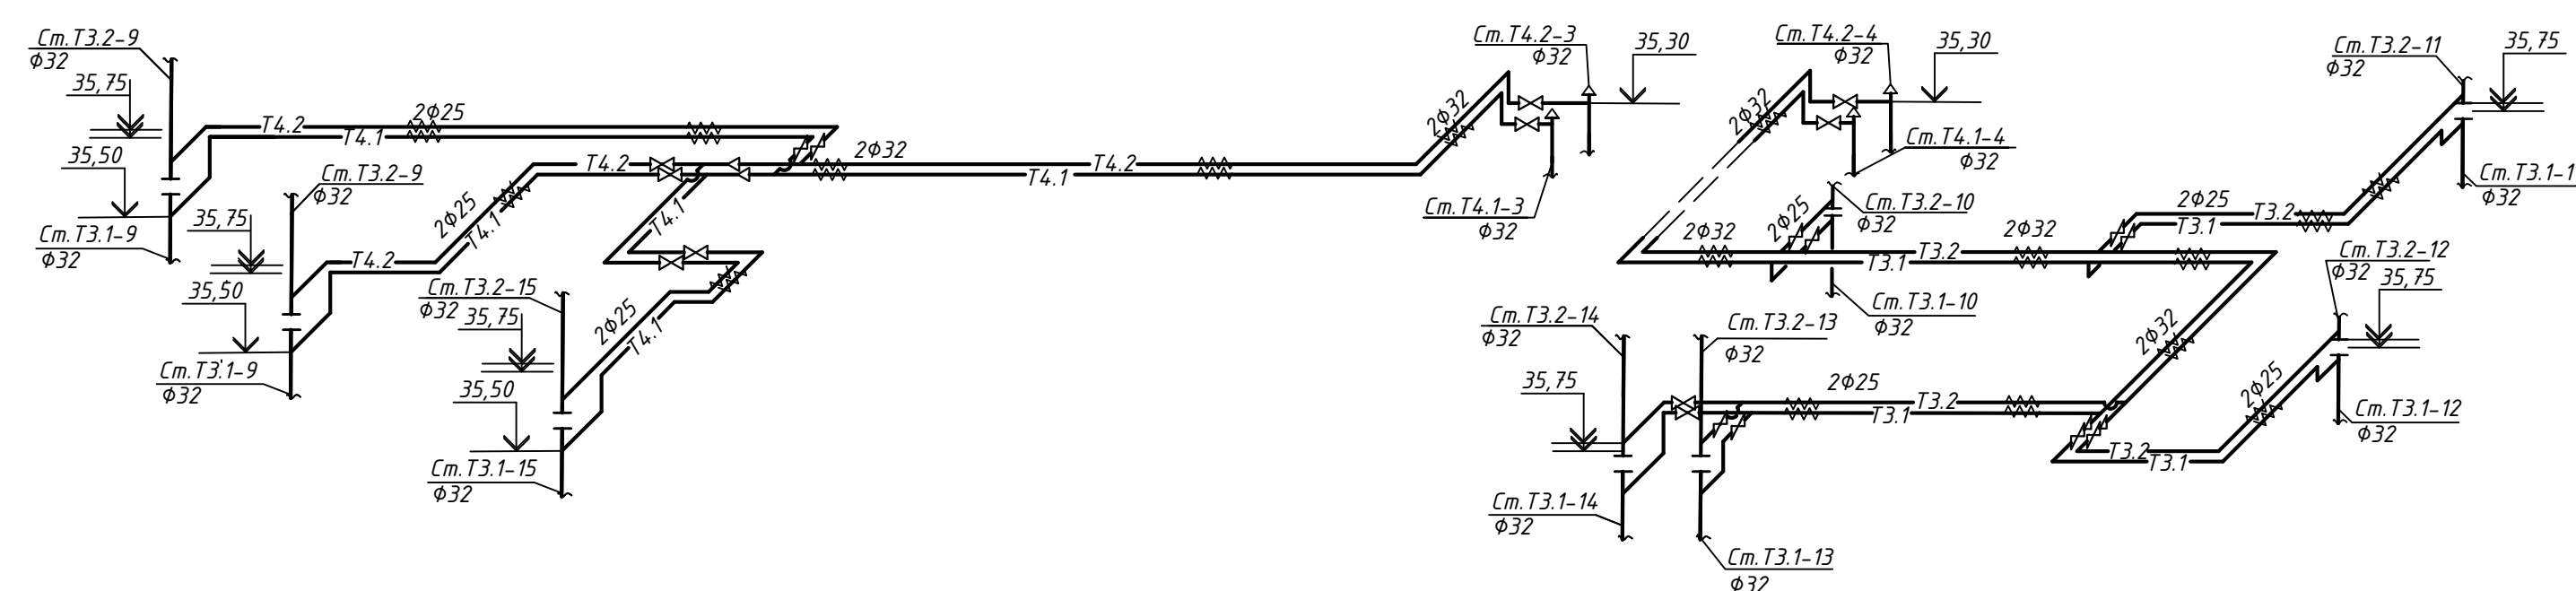 Ст.Т3.2-9
Ф32
35,75
35,50
Ст.Т3.1-9
Ф32
Т4.2
Т4.1
2Ф25
Ст.Т3.2-9
Ф32
35,75
35,50
Ст.Т3.1-9
Ф32
Т4.2
2Ф25
Т4.1
Т4.2
Т4.1
2Ф32
Ст.Т3.2-15
Ф32
35,75
35,50
Ст.Т3.1-15
Ф32
2Ф25
Т4.1
Т4.2
Т4.1
2Ф32
Ст.Т4.2-3
Ф32
35,30
Ст.Т4.1-3
Ф32
Ст.Т4.2-4
Ф32
35,30
2Ф32
Ст.Т4.1-4
Ф32
2Ф32
2Ф25
Ст.Т3.2-10
Ф32
Т3.2
Т3.1
2Ф32
Ст.Т3.1-10
Ф32
Ст.Т3.2-11
Ф32
35,75
2Ф25
Т3.2
Т3.1
Ст.Т3.1-1
Ф32
Ст.Т3.2-12
Ф32
35,75
2Ф32
2Ф25
Ст.Т3.1-12
Ф32
Ст.Т3.2-14
Ф32
Ст.Т3.2-13
Ф32
35,75
2Ф25
Т3.2
Т3.1
Т3.2
Т3.1
Ст.Т3.1-14
Ф32
Ст.Т3.1-13
Ф32